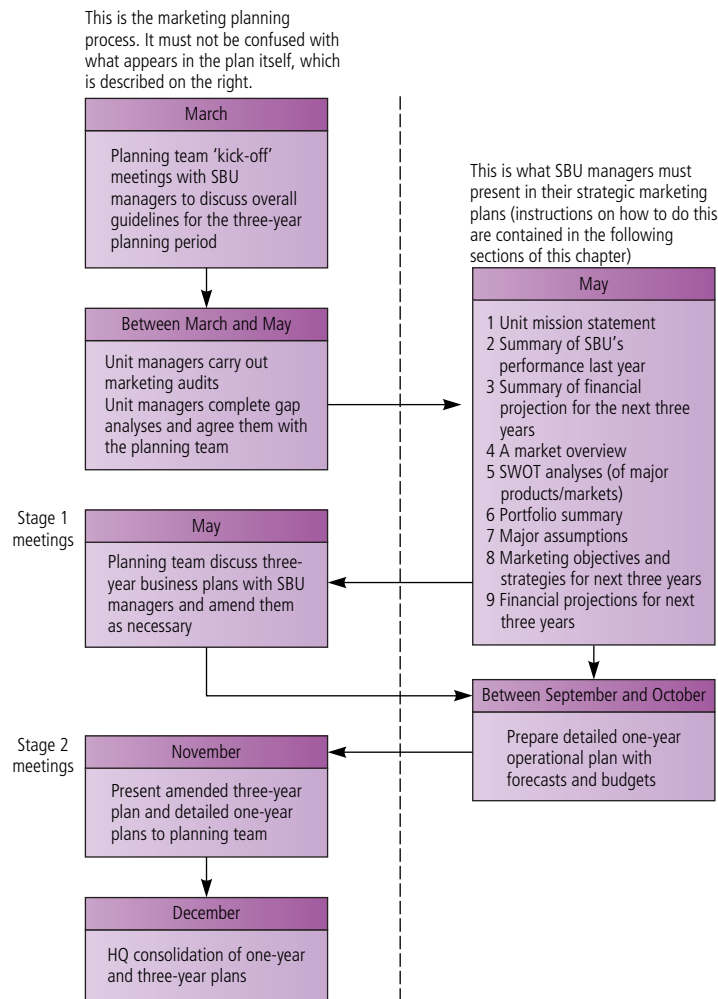 This is the marketing planning
process. It must not be confused with
what appears in the plan itself, which
is described on the right.
March
Planning team ‘kick-off’
meetings with SBU
managers to discuss overall
guidelines for the three-year
planning period
Between March and May
Unit managers carry out
marketing audits
Unit managers complete gap
analyses and agree them with
the planning team
This is what SBU managers must
present in their strategic marketing
plans (instructions on how to do this
are contained in the following
sections of this chapter)
May
1 Unit mission statement
2 Summary of SBU's
performance last year
3 Summary of financial
projection for the next three
years
4 A market overview
5 SWOT analyses (of major
products/markets)
6 Portfolio summary
7 Major assumptions
8 Marketing objectives and
strategies for next three years
9 Financial projections for next
three years
Stage 1
meetings
May
Planning team discuss three-
year business plans with SBU
managers and amend them
as necessary
Between September and October
Prepare detailed one-year
operational plan with
forecasts and budgets
Stage 2
meetings
November
Present amended three-year
plan and detailed one-year
plans to planning team
December
HQ consolidation of one-year
and three-year plans